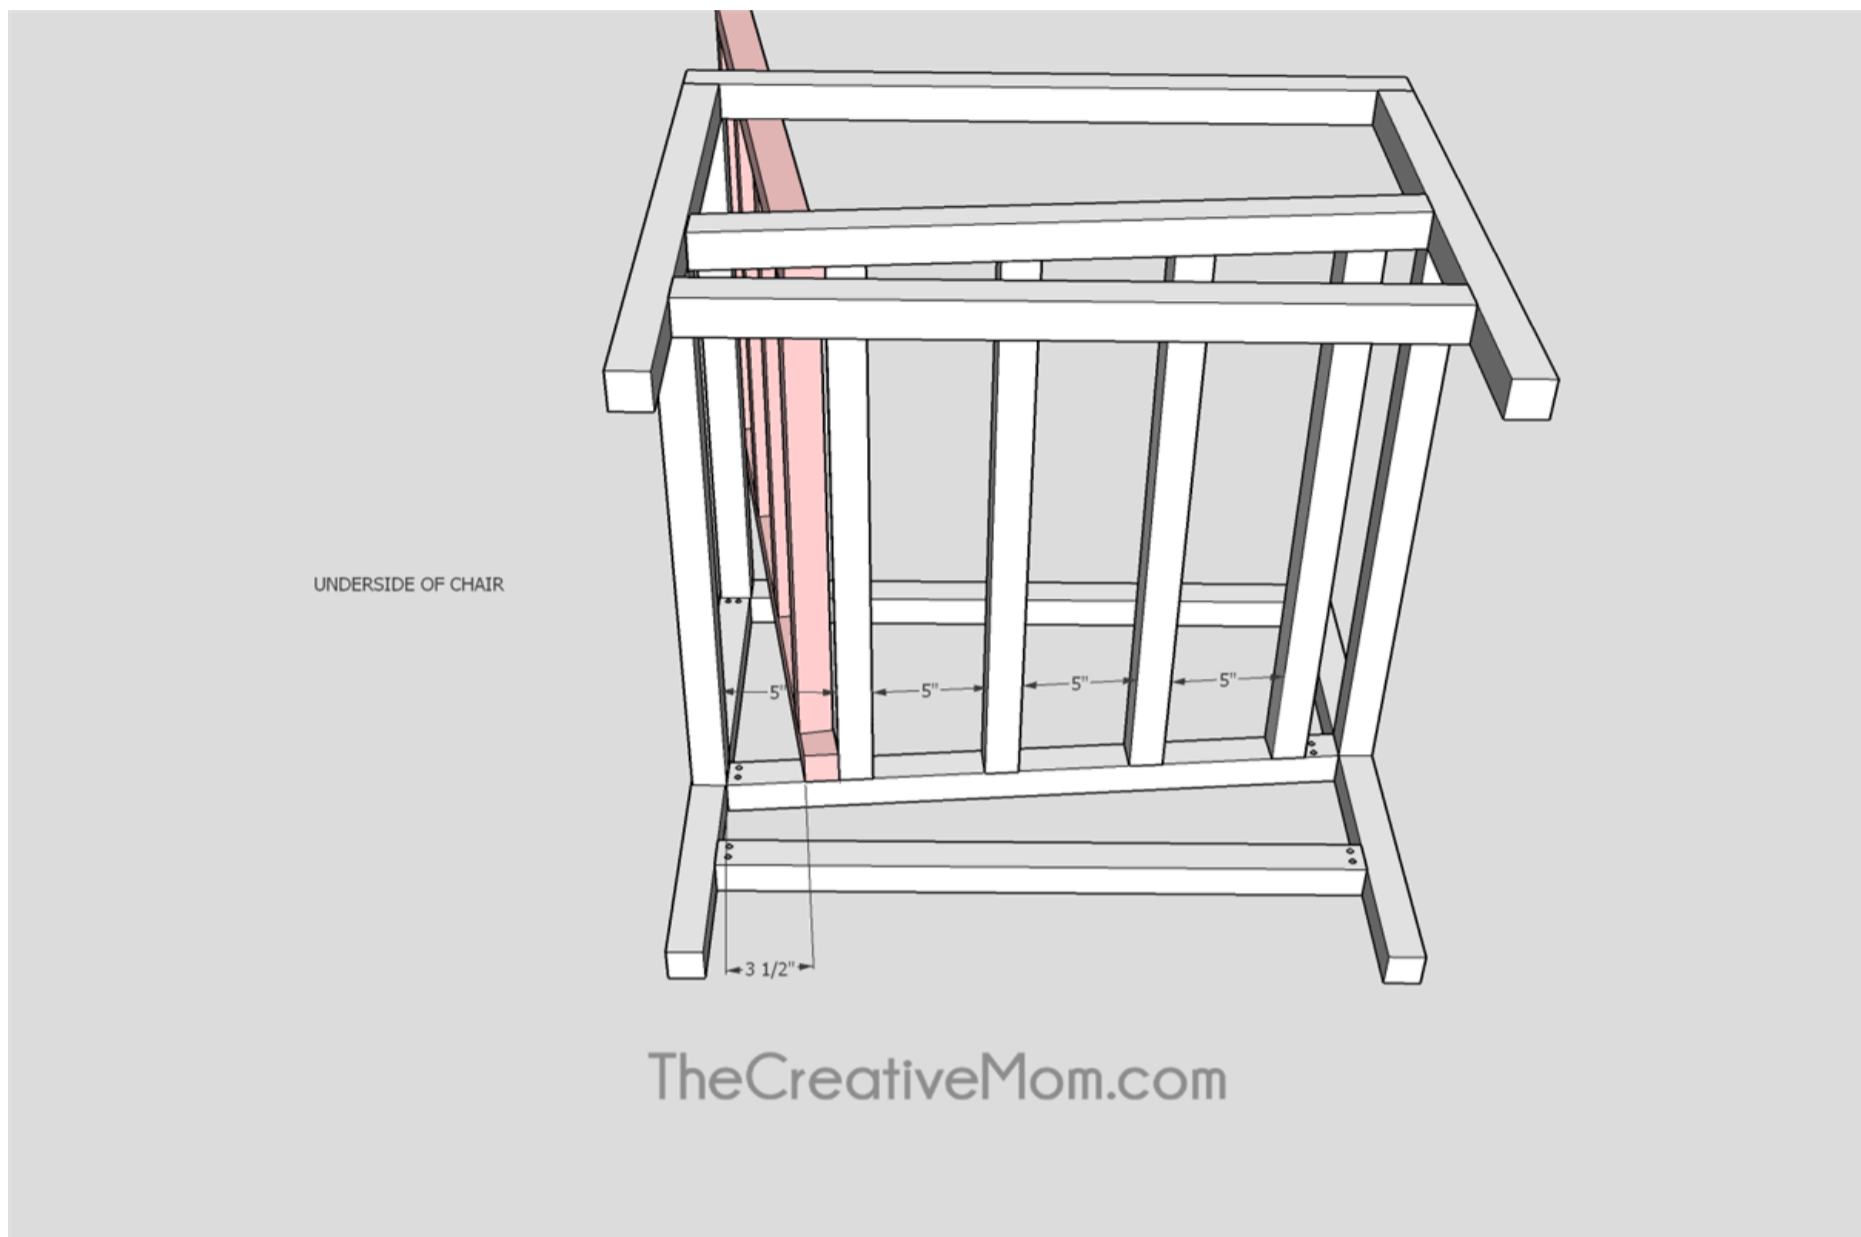 UNDERSIDE OF CHAIR
5" 5" 5" 5"
3 1/2"
TheCreativeMom.com